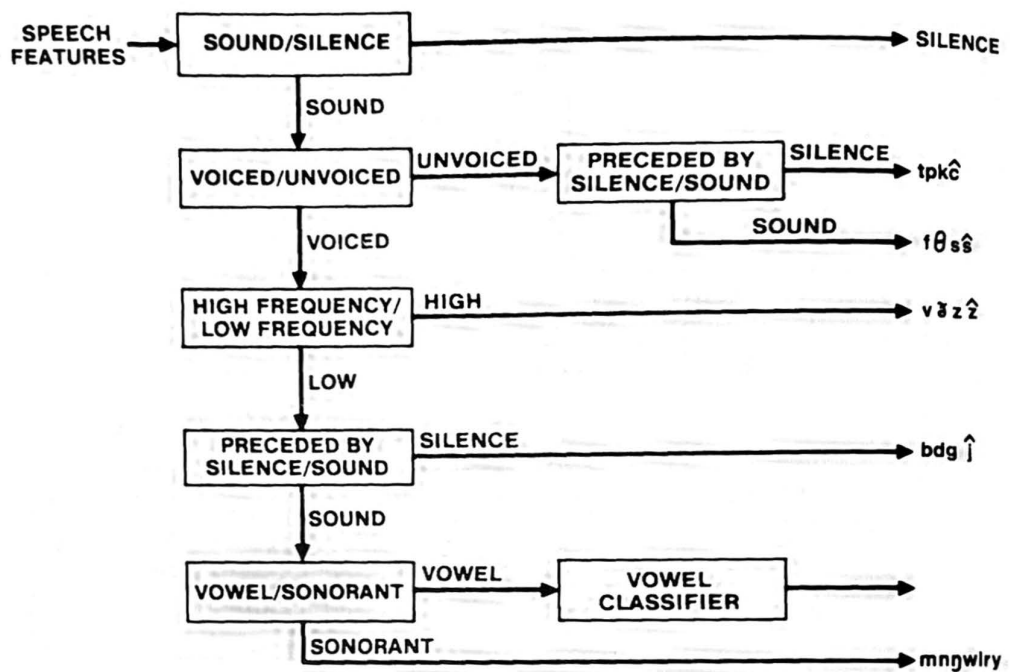 SPEECH
FEATURES
SOUND/SILENCE
SILENCE
SOUND
VOICED/UNVOICED
UNVOICED
PRECEDED BY
SILENCE/SOUND
SILENCE
tpkĉ
SOUND
fθsŝ
VOICED
HIGH FREQUENCY/
LOW FREQUENCY
HIGH
vðzẑ
LOW
PRECEDED BY
SILENCE/SOUND
SILENCE
bdg ĵ
SOUND
VOWEL/SONORANT
VOWEL
VOWEL
CLASSIFIER
SONORANT
mnŋwlry